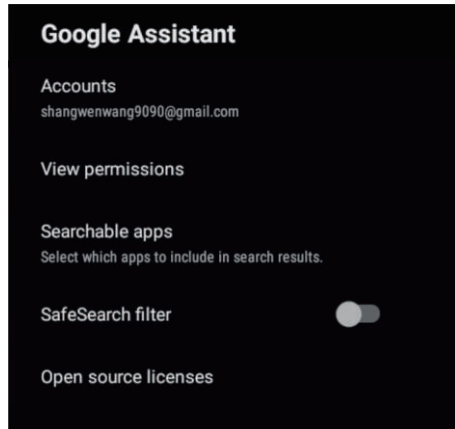 Google Assistant
Accounts
shangwenwang9090@gmail.com
View permissions
Searchable apps
Select which apps to include in search results.
SafeSearch filter
Open source licenses